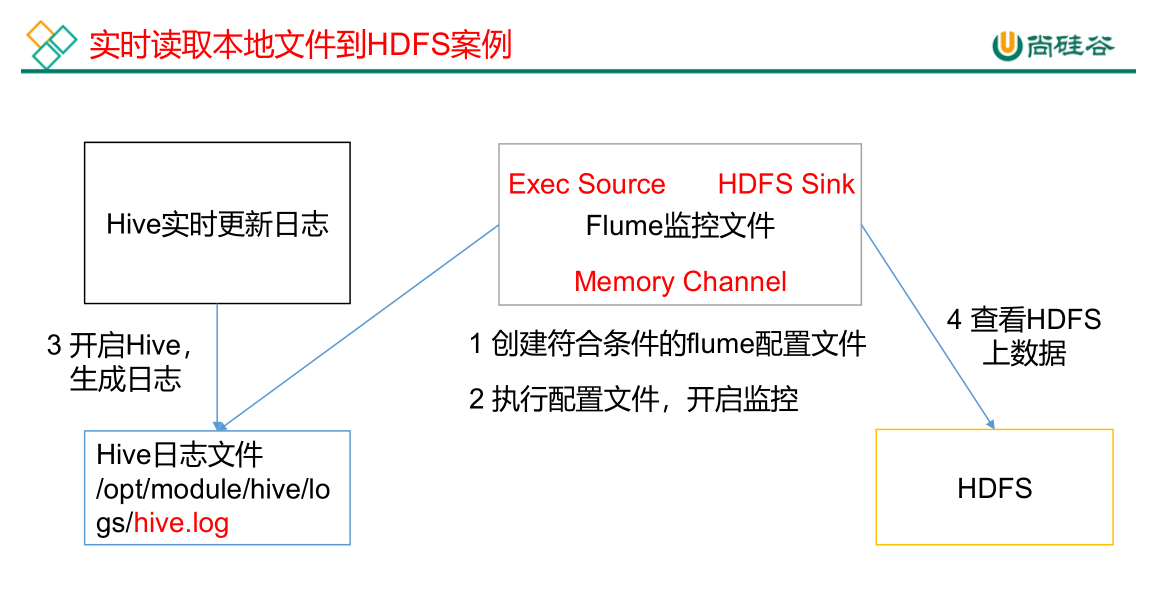 实时读取本地文件到HDFS案例
尚硅谷
Hive实时更新日志
Exec Source
HDFS Sink
Flume监控文件
Memory Channel
3 开启Hive，
生成日志
1 创建符合条件的flume配置文件
2 执行配置文件，开启监控
4 查看HDFS
上数据
Hive日志文件
/opt/module/hive/lo
gs/hive.log
HDFS